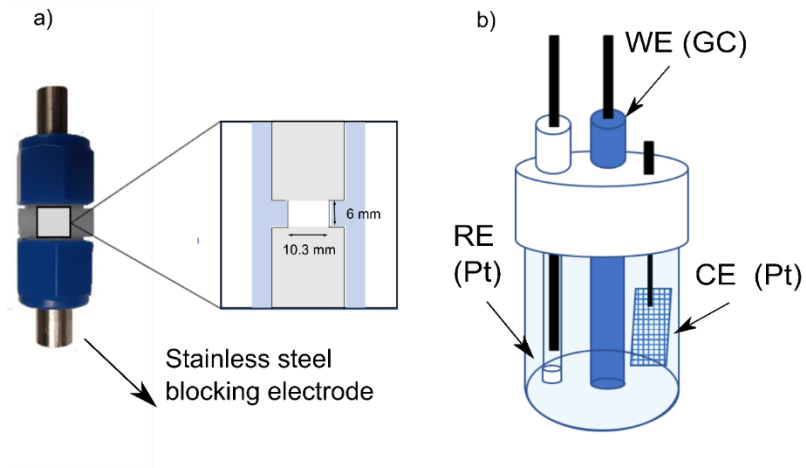 a)
6 mm
10.3 mm
Stainless steel
blocking electrode
b)
WE (GC)
RE
(Pt)
CE (Pt)